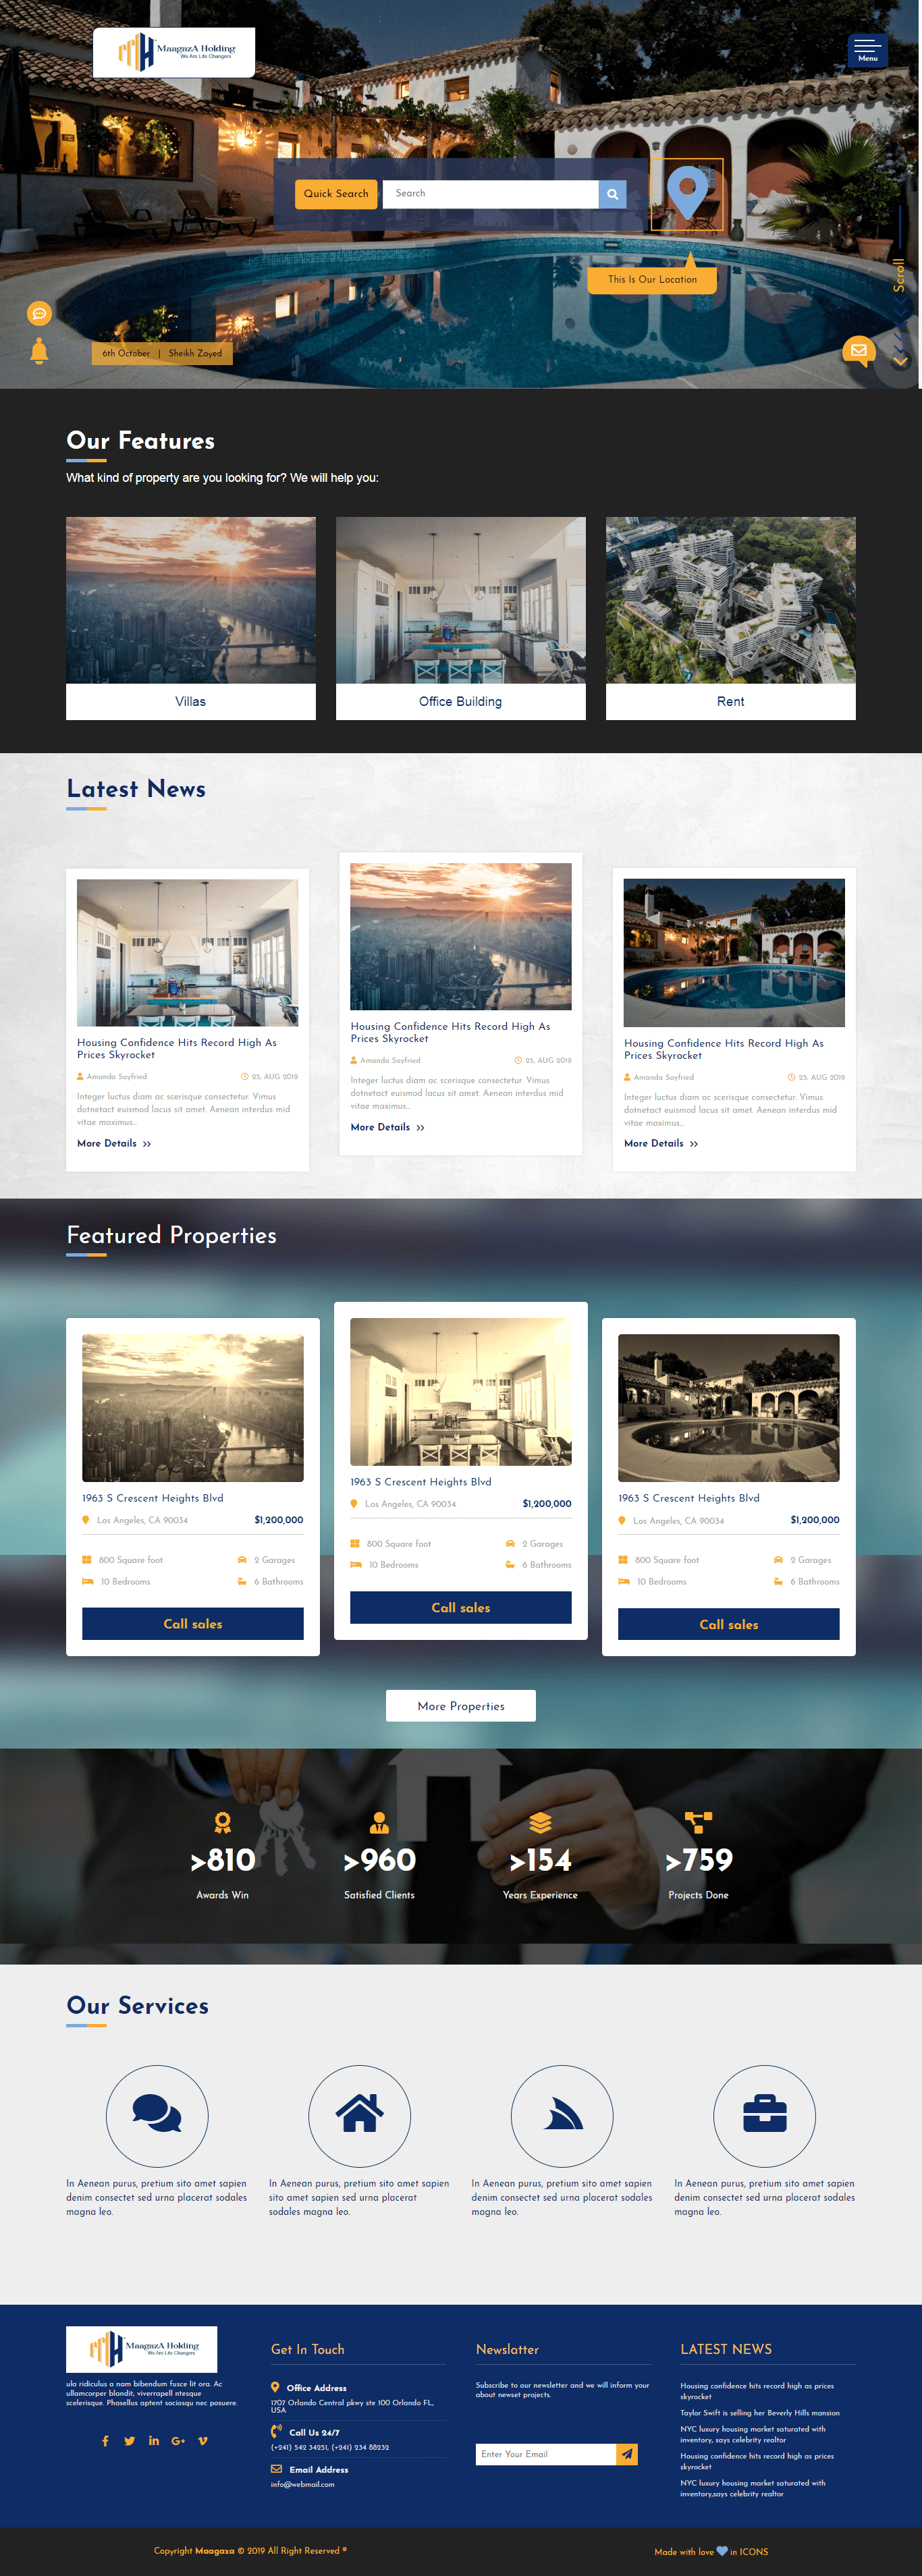 MaagazA Holding
We Are Life Changers
Menu
Quick Search
Search
This Is Our Location
Scroll
6th October | Sheikh Zayed
Our Features
What kind of property are you looking for? We will help you:
Villas
Office Building
Rent
Latest News
Housing Confidence Hits Record High As
Prices Skyrocket
Amanda Sayfried
25, AUG 2019
Integer luctus diam ac scerisque consectetur. Vimus
dotnetact euismod lacus sit amet. Aenean interdus mid
vitae maximus...
More Details >>
Housing Confidence Hits Record High As
Prices Skyrocket
Amanda Sayfried
25, AUG 2019
Integer luctus diam ac scerisque consectetur. Vimus
dotnetact euismod lacus sit amet. Aenean interdus mid
vitae maximus...
More Details >>
Housing Confidence Hits Record High As
Prices Skyrocket
Amanda Sayfried
25, AUG 2019
Integer luctus diam ac scerisque consectetur. Vimus
dotnetact euismod lacus sit amet. Aenean interdus mid
vitae maximus...
More Details >>
Featured Properties
1963 S Crescent Heights Blvd
Los Angeles, CA 90034
$1,200,000
800 Square foot
2 Garages
10 Bedrooms
6 Bathrooms
Call sales
1963 S Crescent Heights Blvd
Los Angeles, CA 90034
$1,200,000
800 Square foot
2 Garages
10 Bedrooms
6 Bathrooms
Call sales
1963 S Crescent Heights Blvd
Los Angeles, CA 90034
$1,200,000
800 Square foot
2 Garages
10 Bedrooms
6 Bathrooms
Call sales
More Properties
>810
Awards Win
>960
Satisfied Clients
>154
Years Experience
>759
Projects Done
Our Services
In Aenean purus, pretium sito amet sapien
denim consectet sed urna placerat sodales
magna leo.
In Aenean purus, pretium sito amet sapien
sito amet sapien sed urna placerat
sodales magna leo.
In Aenean purus, pretium sito amet sapien
denim consectet sed urna placerat sodales
magna leo.
In Aenean purus, pretium sito amet sapien
denim consectet sed urna placerat sodales
magna leo.
MaagazA Holding
We Are Life Changers
ula ridiculus a nam bibendum fusce lit ora. Ac
ullamcorper blandit, viverrapell ntesque
scelerisque. Phasellus aptent sociosqu nec posuere.
Get In Touch
Office Address
1707 Orlando Central pkwy ste 100 Orlando FL,
USA
Call Us 24/7
(+241) 542 34251, (+241) 234 88232
Email Address
info@webmail.com
Newslatter
Subscribe to our newsletter and we will inform your
about newset projects.
Enter Your Email
LATEST NEWS
Housing confidence hits record high as prices
skyrocket
Taylor Swift is selling her Beverly Hills mansion
NYC luxury housing market saturated with
inventory, says celebrity realtor
Housing confidence hits record high as prices
skyrocket
NYC luxury housing market saturated with
inventory,says celebrity realtor
Copyright Maagaza © 2019 All Right Reserved ®
Made with love in ICONS